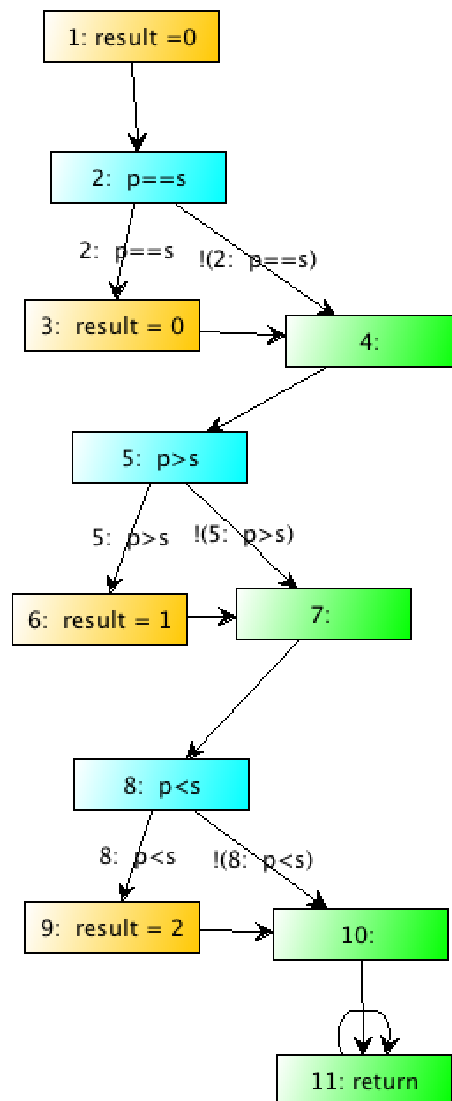 1: result =0
2: p==s
2: p==s
!(2: p==s)
3: result = 0
4:
5: p>s
5: p>s
!(5: p>s)
6: result = 1
7:
8: p<s
8: p<s
!(8: p<s)
9: result = 2
10:
11: return